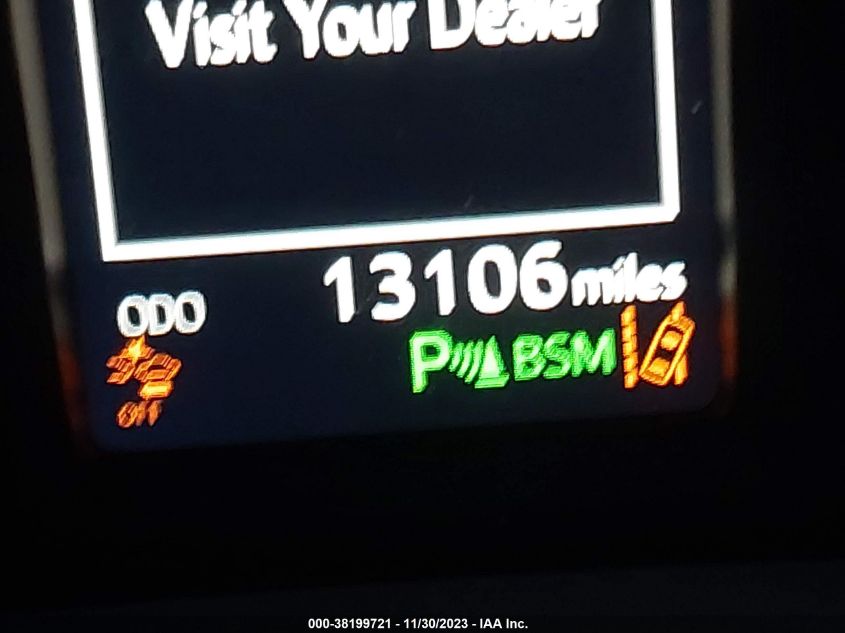 Visit Your Dealer
13106 miles
ODO
P BSM
Off
000-38199721 - 11/30/2023 - IAA Inc.